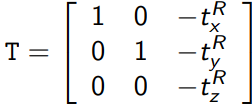 T = [ 1 0 −t_x^R
0 1 −t_y^R
0 0 −t_z^R ]